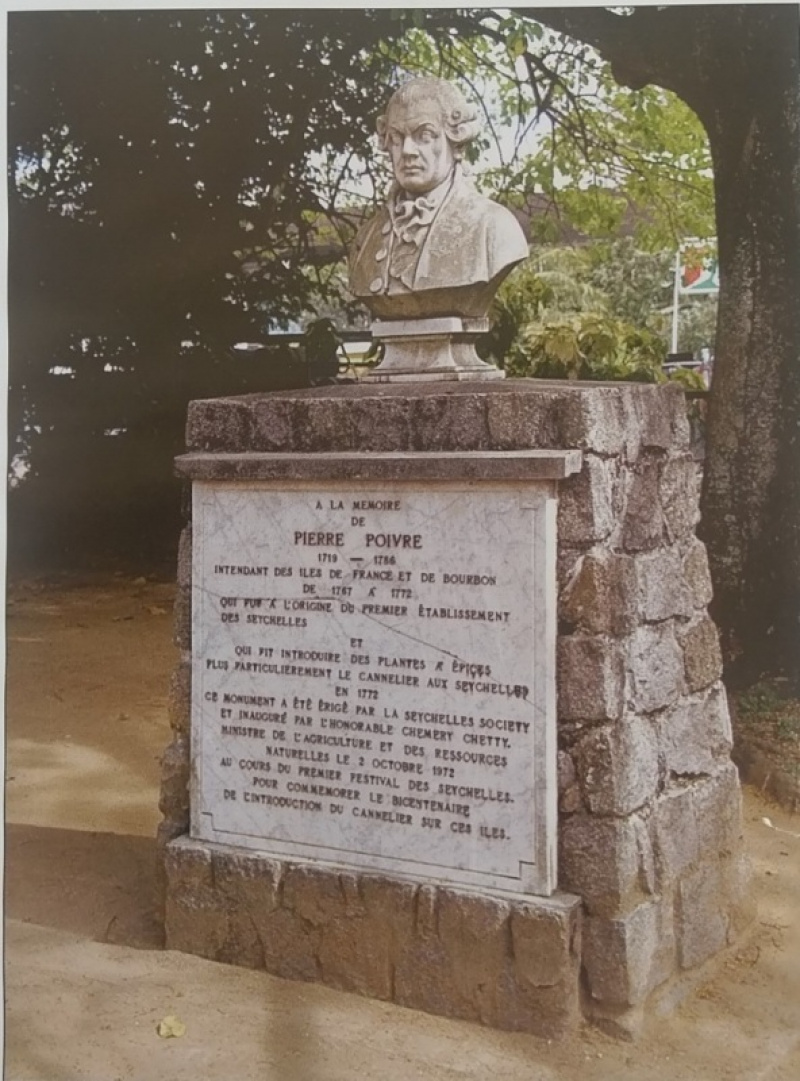 A LA MEMOIRE
DE
PIERRE POIVRE
1719 — 1786
INTENDANT DES ILES DE FRANCE ET DE BOURBON
DE 1767 A 1772
QUI FUT A L'ORIGINE DU PREMIER ÉTABLISSEMENT
DES SEYCHELLES
ET
QUI FIT INTRODUIRE DES PLANTES A ÉPICES
PLUS PARTICULIEREMENT LE CANNELIER AUX SEYCHELLES
EN 1772
CE MONUMENT A ÉTÉ ÉRIGÉ PAR LA SEYCHELLES SOCIETY
ET INAUGURÉ PAR L'HONORABLE CHEMERY CHETTY.
MINISTRE DE L'AGRICULTURE ET DES RESSOURCES
NATURELLES LE 2 OCTOBRE 1972
AU COURS DU PREMIER FESTIVAL DES SEYCHELLES.
POUR COMMEMORER LE BICENTENAIRE
DE L'INTRODUCTION DU CANNELIER SUR CES ILES.